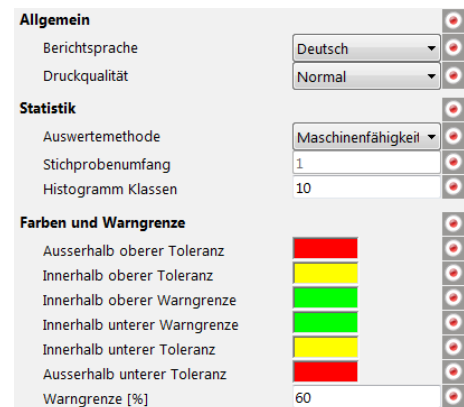 Allgemein
Berichtsprache Deutsch
Druckqualität Normal
Statistik
Auswertemethode Maschinenfähigkeit
Stichprobenumfang 1
Histogramm Klassen 10
Farben und Warngrenze
Ausserhalb oberer Toleranz
Innerhalb oberer Toleranz
Innerhalb oberer Warngrenze
Innerhalb unterer Warngrenze
Innerhalb unterer Toleranz
Ausserhalb unterer Toleranz
Warngrenze [%] 60